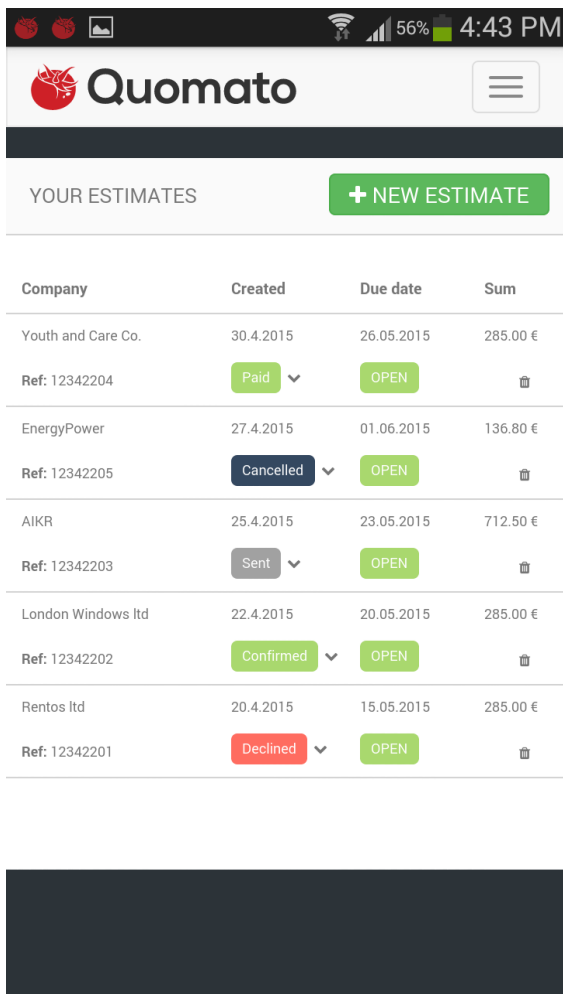 56% 4:43 PM
Quomato
YOUR ESTIMATES
NEW ESTIMATE
Company Created Due date Sum
Youth and Care Co. 30.4.2015 26.05.2015 285.00 €
Ref: 12342204 Paid OPEN
EnergyPower 27.4.2015 01.06.2015 136.80 €
Ref: 12342205 Cancelled OPEN
AIKR 25.4.2015 23.05.2015 712.50 €
Ref: 12342203 Sent OPEN
London Windows ltd 22.4.2015 20.05.2015 285.00 €
Ref: 12342202 Confirmed OPEN
Rentos ltd 20.4.2015 15.05.2015 285.00 €
Ref: 12342201 Declined OPEN